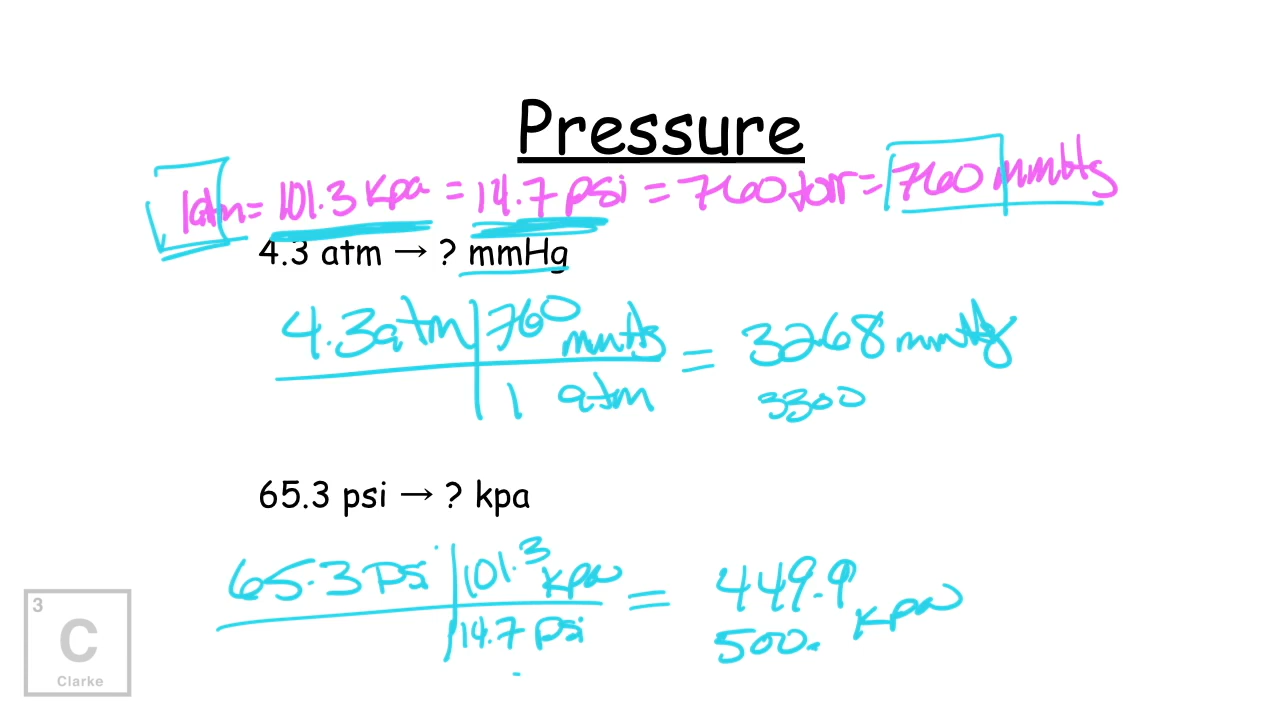 Pressure
1atm = 101.3 Kpa = 14.7 psi = 760 torr = 760 mmHg
4.3 atm → ? mmHg
4.3 atm 760 mmHg = 3268 mmHg
1 atm 3300
65.3 psi → ? kpa
65.3 Psi 101.3 kpa = 449.9 kpa
14.7 psi 500.
3
C
Clarke